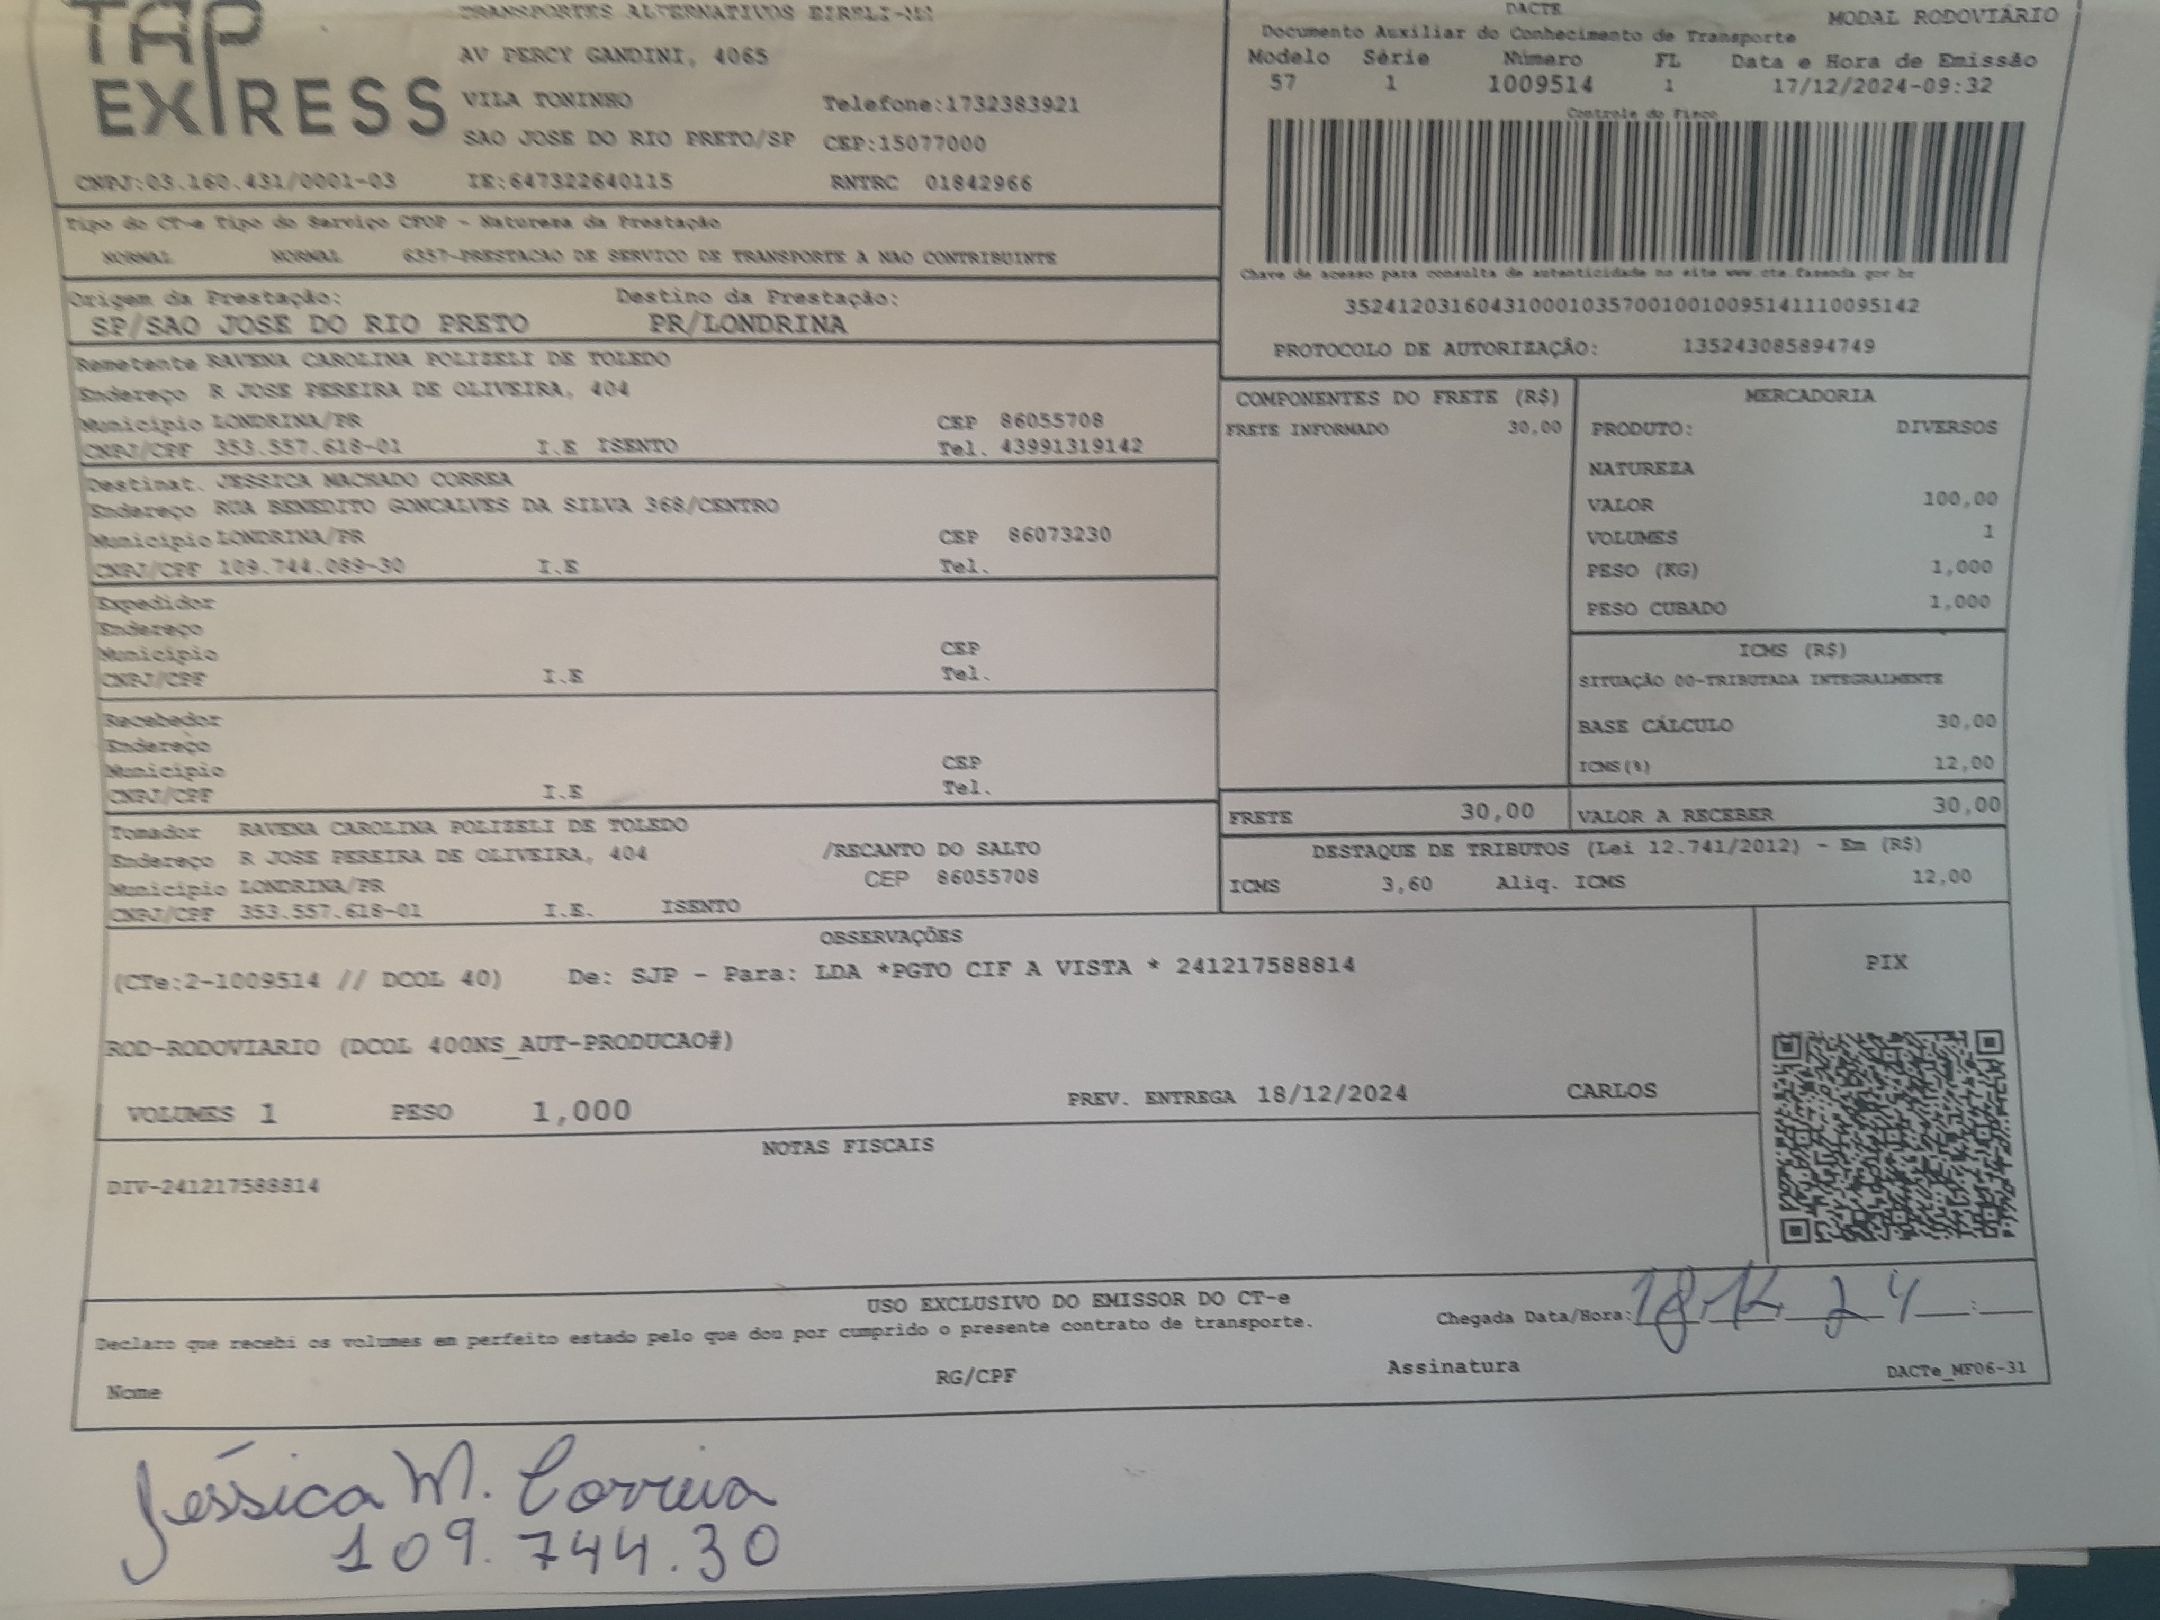 TAP
EXPRESS
TRANSPORTES ALTERNATIVOS EIRELI-ME
AV PERCY GANDINI, 4065
VILA TONINHO Telefone:1732383921
SAO JOSE DO RIO PRETO/SP CEP:15077000
CNPJ:03.160.431/0001-03 IE:647322640115 RNTRC 01842966
DACTE MODAL RODOVIÁRIO
Documento Auxiliar do Conhecimento de Transporte
Modelo Série Número FL Data e Hora de Emissão
57 1 1009514 1 17/12/2024-09:32
Controle do Fisco
Chave de acesso para consulta de autenticidade no site www.cte.fazenda.gov.br
35241203160431000103570010010095141110095142
PROTOCOLO DE AUTORIZAÇÃO: 135243085894749
Tipo do CT-e Tipo do Serviço CFOP - Natureza da Prestação
NORMAL NORMAL 6357-PRESTACAO DE SERVICO DE TRANSPORTE A NAO CONTRIBUINTE
Origem da Prestação: Destino da Prestação:
SP/SAO JOSE DO RIO PRETO PR/LONDRINA
Remetente RAVENA CAROLINA POLIZELI DE TOLEDO
Endereço R JOSE PEREIRA DE OLIVEIRA, 404
Município LONDRINA/PR CEP 86055708
CNPJ/CPF 353.557.618-01 I.E ISENTO Tel. 43991319142
Destinat. JESSICA MACHADO CORREA
Endereço RUA BENEDITO GONCALVES DA SILVA 368/CENTRO
Município LONDRINA/PR CEP 86073230
CNPJ/CPF 109.744.089-30 I.E Tel.
Expedidor
Endereço
Município CEP
CNPJ/CPF I.E Tel.
Recebedor
Endereço
Município CEP
CNPJ/CPF I.E Tel.
Tomador RAVENA CAROLINA POLIZELI DE TOLEDO
Endereço R JOSE PEREIRA DE OLIVEIRA, 404 /RECANTO DO SALTO
Município LONDRINA/PR CEP 86055708
CNPJ/CPF 353.557.618-01 I.E. ISENTO
COMPONENTES DO FRETE (R$)
FRETE INFORMADO 30,00
MERCADORIA
PRODUTO: DIVERSOS
NATUREZA
VALOR 100,00
VOLUMES 1
PESO (KG) 1,000
PESO CUBADO 1,000
ICMS (R$)
SITUAÇÃO 00-TRIBUTADA INTEGRALMENTE
BASE CÁLCULO 30,00
ICMS(%) 12,00
FRETE 30,00 VALOR A RECEBER 30,00
DESTAQUE DE TRIBUTOS (Lei 12.741/2012) - Em (R$)
ICMS 3,60 Aliq. ICMS 12,00
OBSERVAÇÕES
(CTe:2-1009514 // DCOL 40) De: SJP - Para: LDA *PGTO CIF A VISTA * 241217588814
ROD-RODOVIARIO (DCOL 400NS_AUT-PRODUCAO#)
VOLUMES 1 PESO 1,000 PREV. ENTREGA 18/12/2024 CARLOS
PIX
NOTAS FISCAIS
DIV-241217588814
USO EXCLUSIVO DO EMISSOR DO CT-e
Declaro que recebi os volumes em perfeito estado pelo que dou por cumprido o presente contrato de transporte.
Chegada Data/Hora: 18.12 24 :
Nome RG/CPF Assinatura DACTe_MF06-31
Jéssica M. Correia
109.744.30